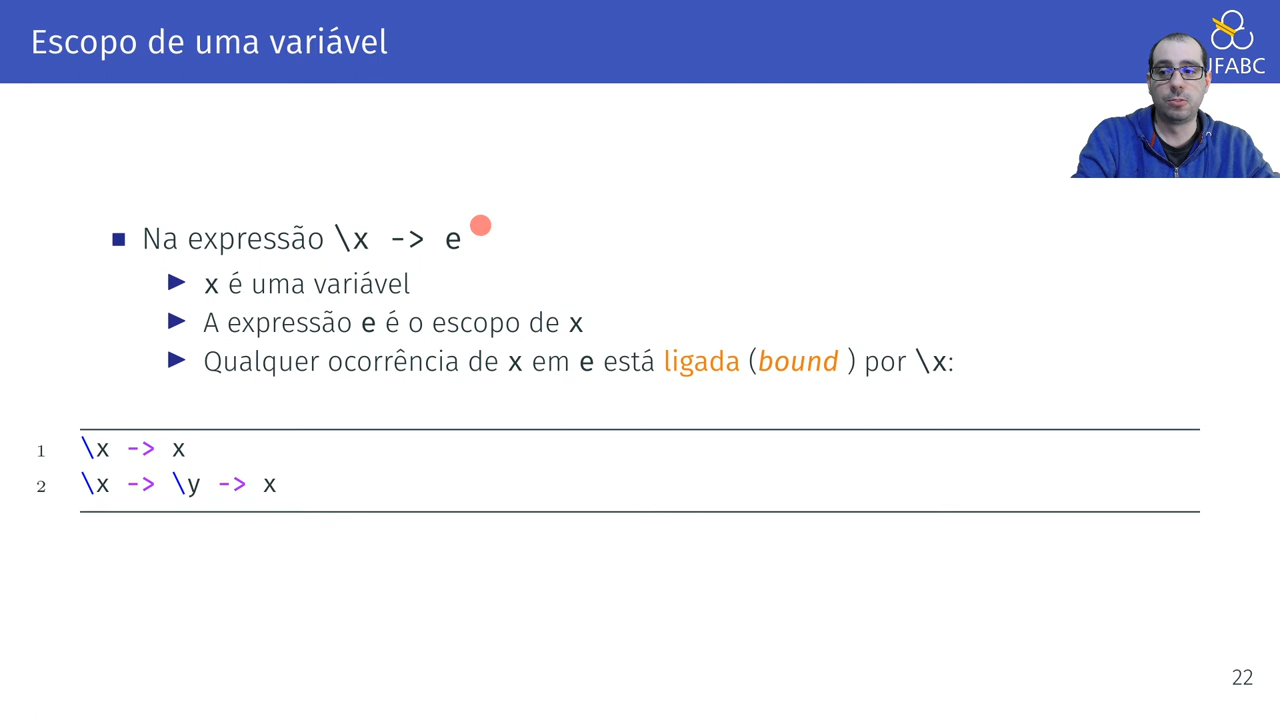 Escopo de uma variável
UFABC
Na expressão \x -> e
x é uma variável
A expressão e é o escopo de x
Qualquer ocorrência de x em e está ligada (bound ) por \x:
1 \x -> x
2 \x -> \y -> x
22